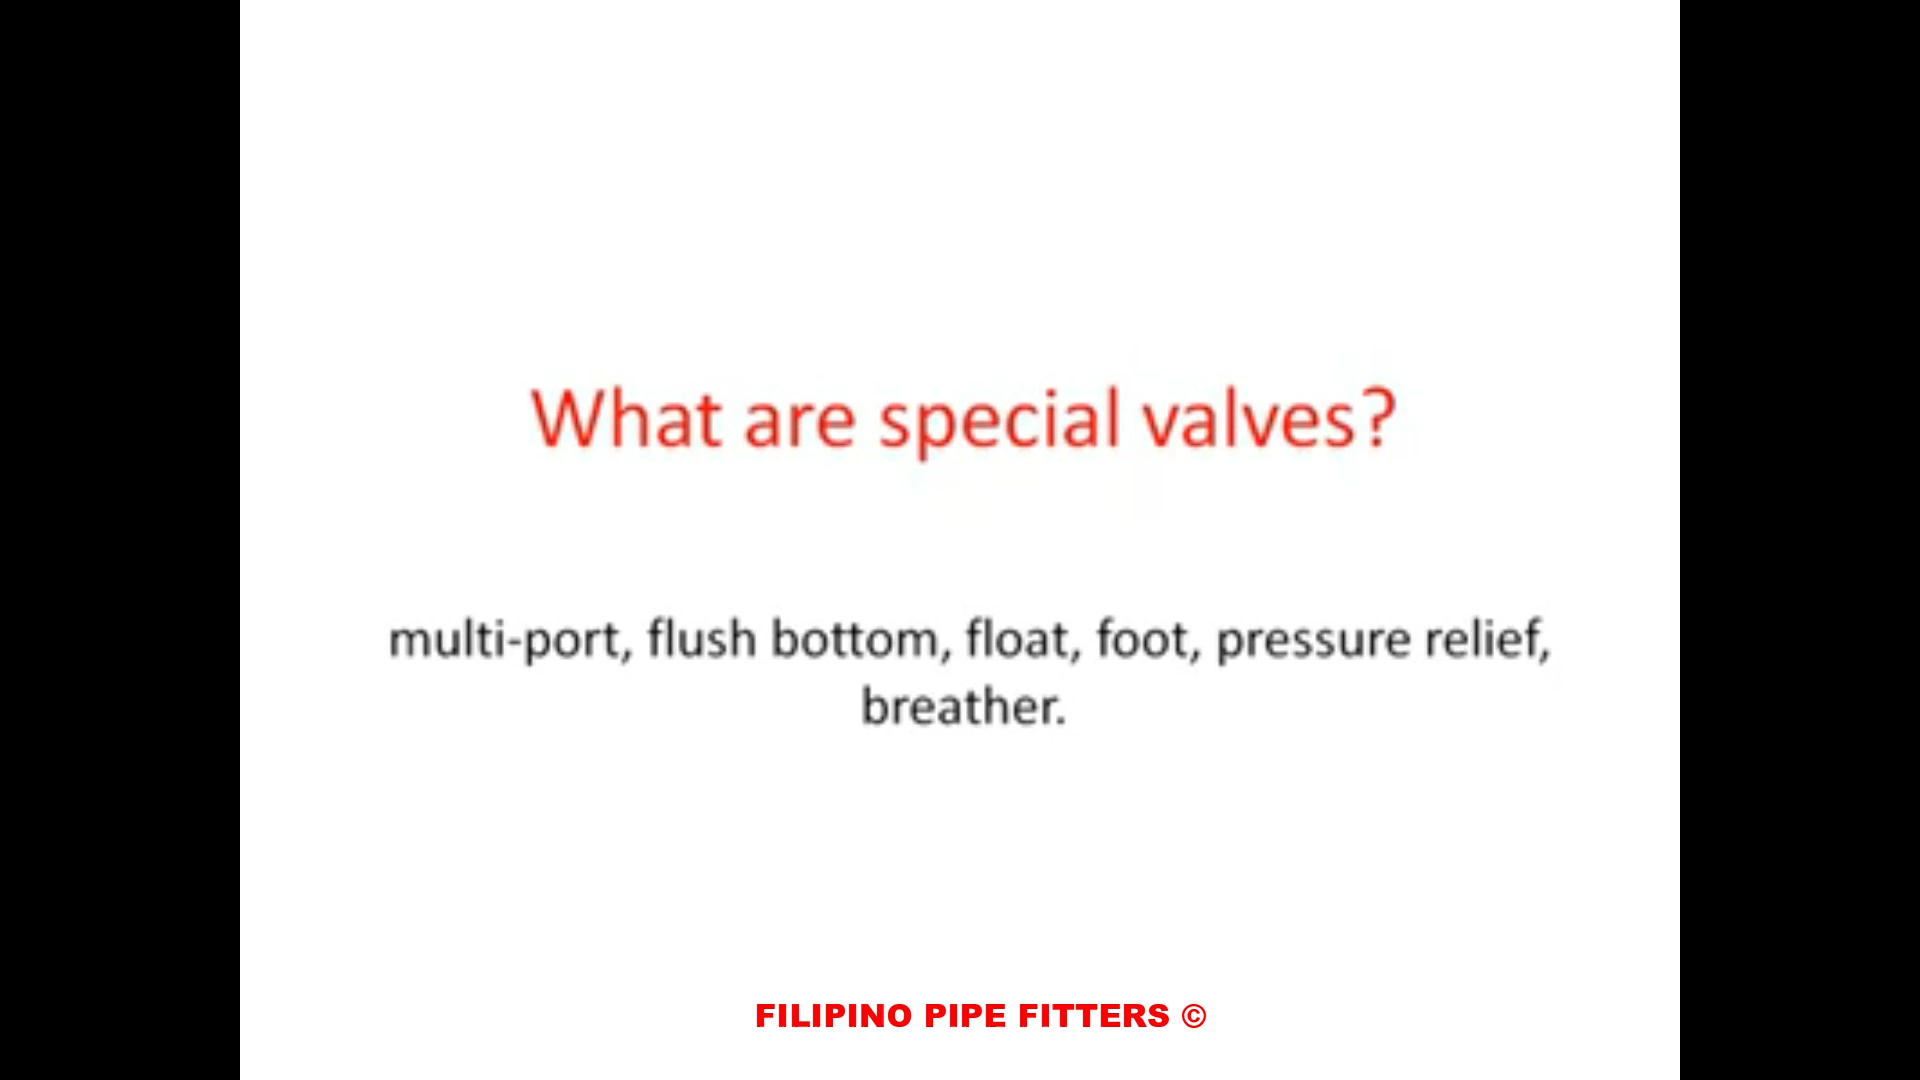 What are special valves?
multi-port, flush bottom, float, foot, pressure relief,
breather.
FILIPINO PIPE FITTERS ©